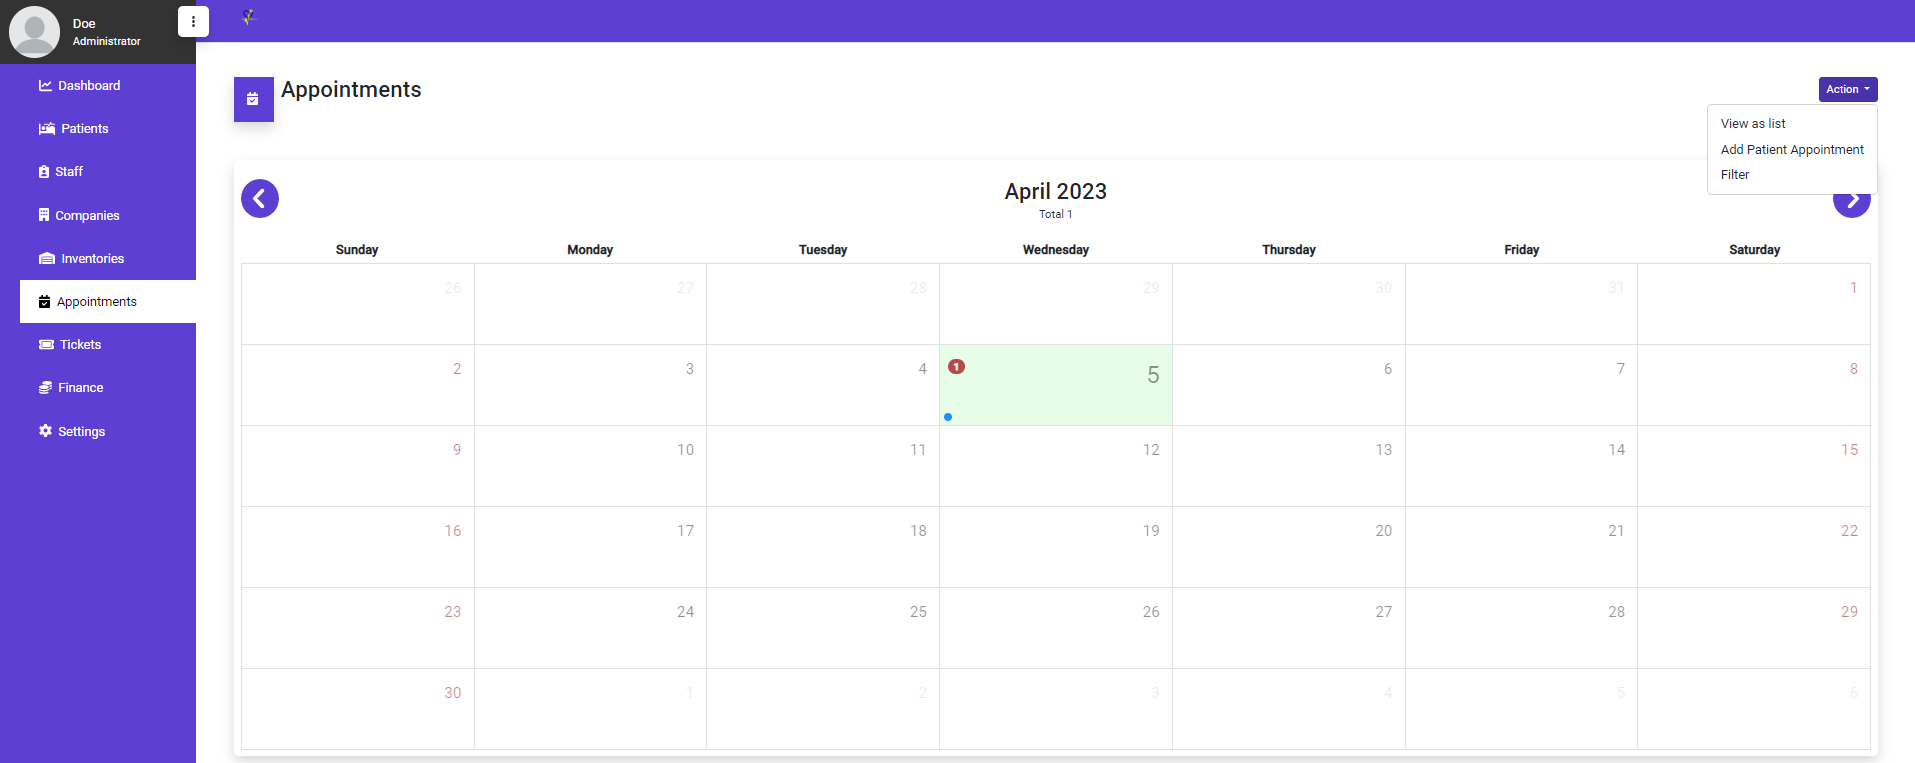 Doe
Administrator
Dashboard
Patients
Staff
Companies
Inventories
Appointments
Tickets
Finance
Settings
Appointments
Action
View as list
Add Patient Appointment
Filter
April 2023
Total 1
Sunday Monday Tuesday Wednesday Thursday Friday Saturday
26 27 28 29 30 31 1
2 3 4 1 5 6 7 8
9 10 11 12 13 14 15
16 17 18 19 20 21 22
23 24 25 26 27 28 29
30 1 2 3 4 5 6